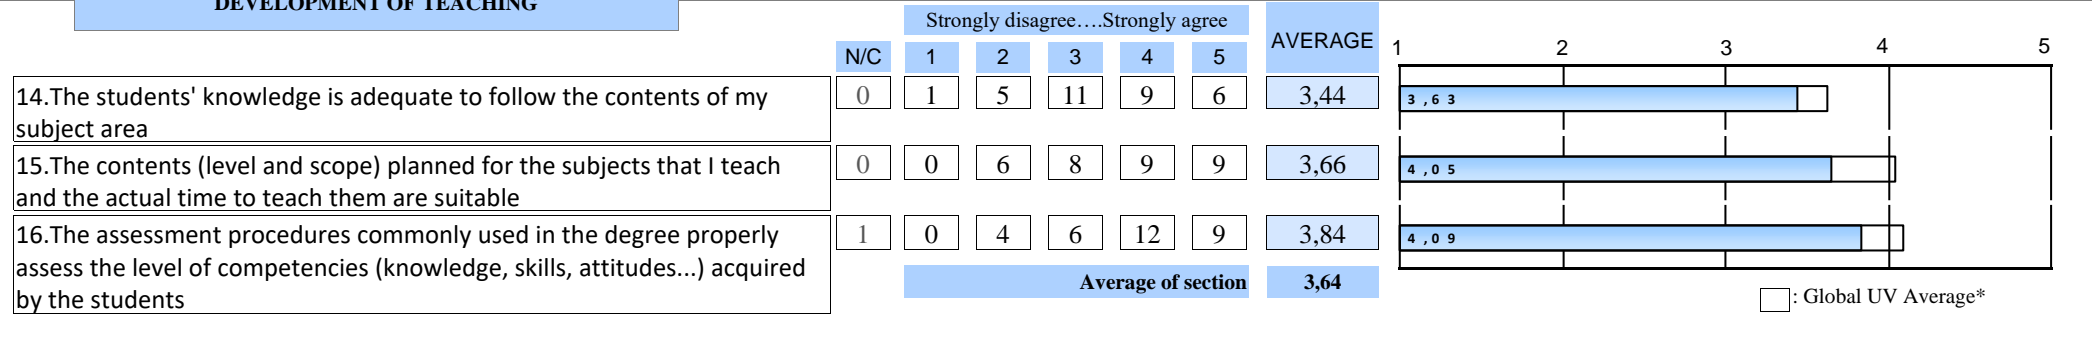 DEVELOPMENT OF TEACHING
Strongly disagree….Strongly agree
AVERAGE
N/C 1 2 3 4 5
1 2 3 4 5
14.The students' knowledge is adequate to follow the contents of my
subject area
0 1 5 11 9 6 3,44
3,63
15.The contents (level and scope) planned for the subjects that I teach
and the actual time to teach them are suitable
0 0 6 8 9 9 3,66
4,05
16.The assessment procedures commonly used in the degree properly
assess the level of competencies (knowledge, skills, attitudes...) acquired
by the students
1 0 4 6 12 9 3,84
4,09
Average of section 3,64
: Global UV Average*